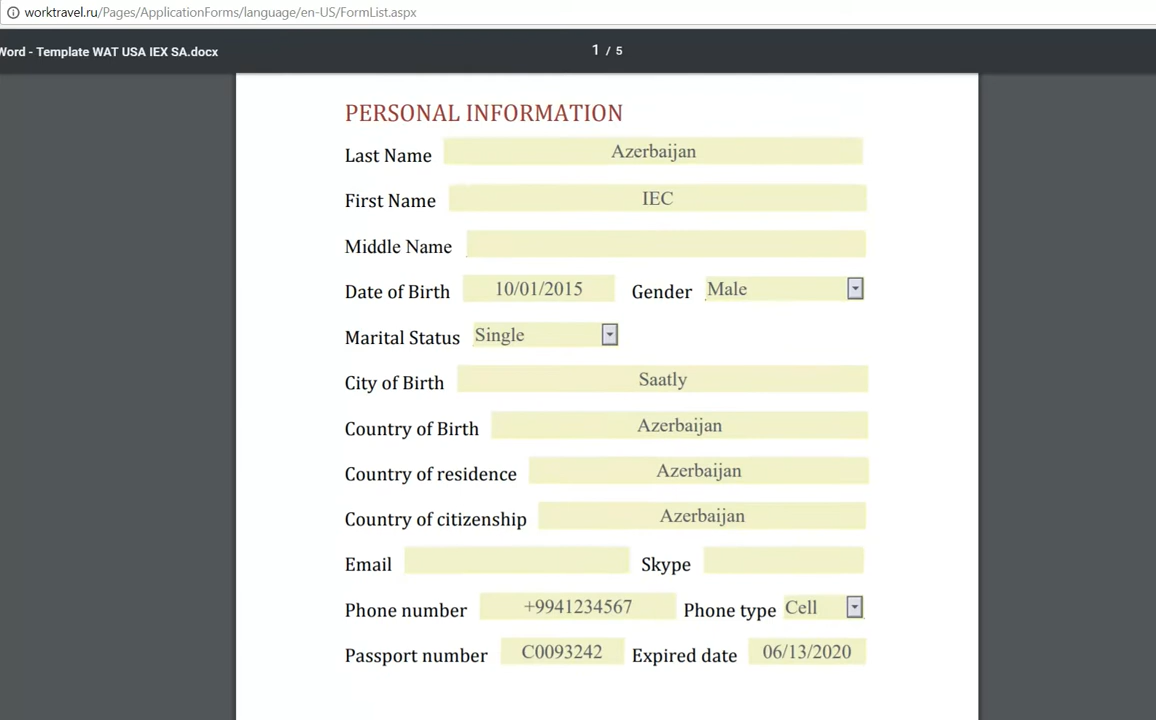 worktravel.ru/Pages/ApplicationForms/language/en-US/FormList.aspx
Word - Template WAT USA IEX SA.docx 1 / 5
PERSONAL INFORMATION
Last Name Azerbaijan
First Name IEC
Middle Name
Date of Birth 10/01/2015 Gender Male
Marital Status Single
City of Birth Saatly
Country of Birth Azerbaijan
Country of residence Azerbaijan
Country of citizenship Azerbaijan
Email Skype
Phone number +9941234567 Phone type Cell
Passport number C0093242 Expired date 06/13/2020